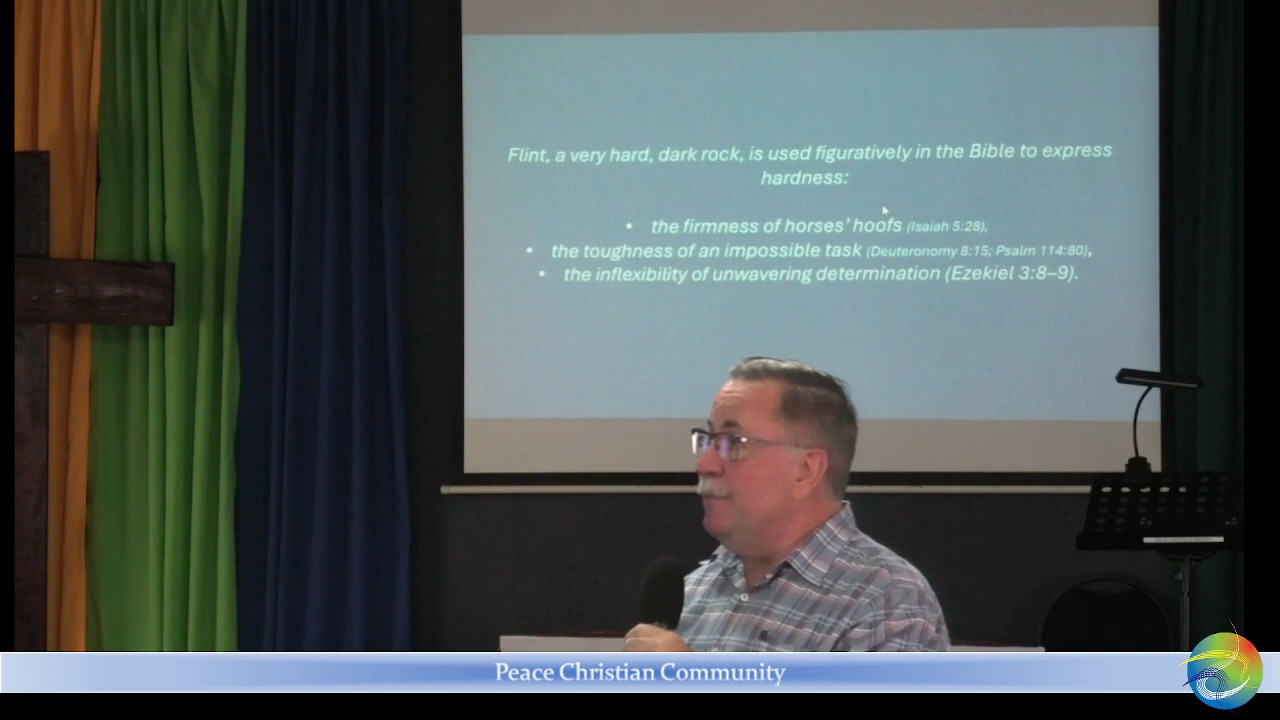 Flint, a very hard, dark rock, is used figuratively in the Bible to express
hardness:
• the firmness of horses’ hoofs (Isaiah 5:28),
• the toughness of an impossible task (Deuteronomy 8:15; Psalm 114:80),
• the inflexibility of unwavering determination (Ezekiel 3:8–9).
Peace Christian Community